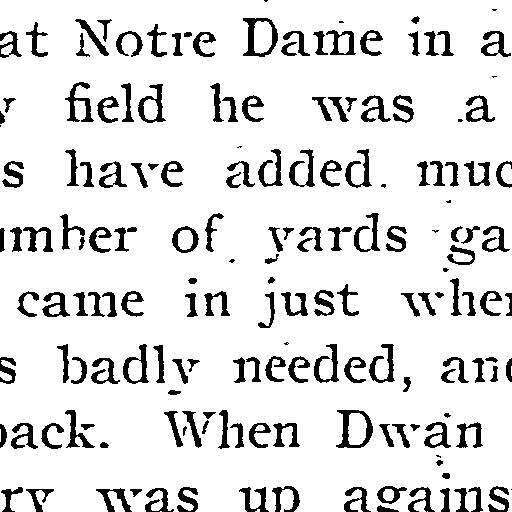 at Notre Dame in a
y field he was a
s have added. muc
umber of yards ga
came in just when
s badly needed, and
back. When Dwan
ry was up against